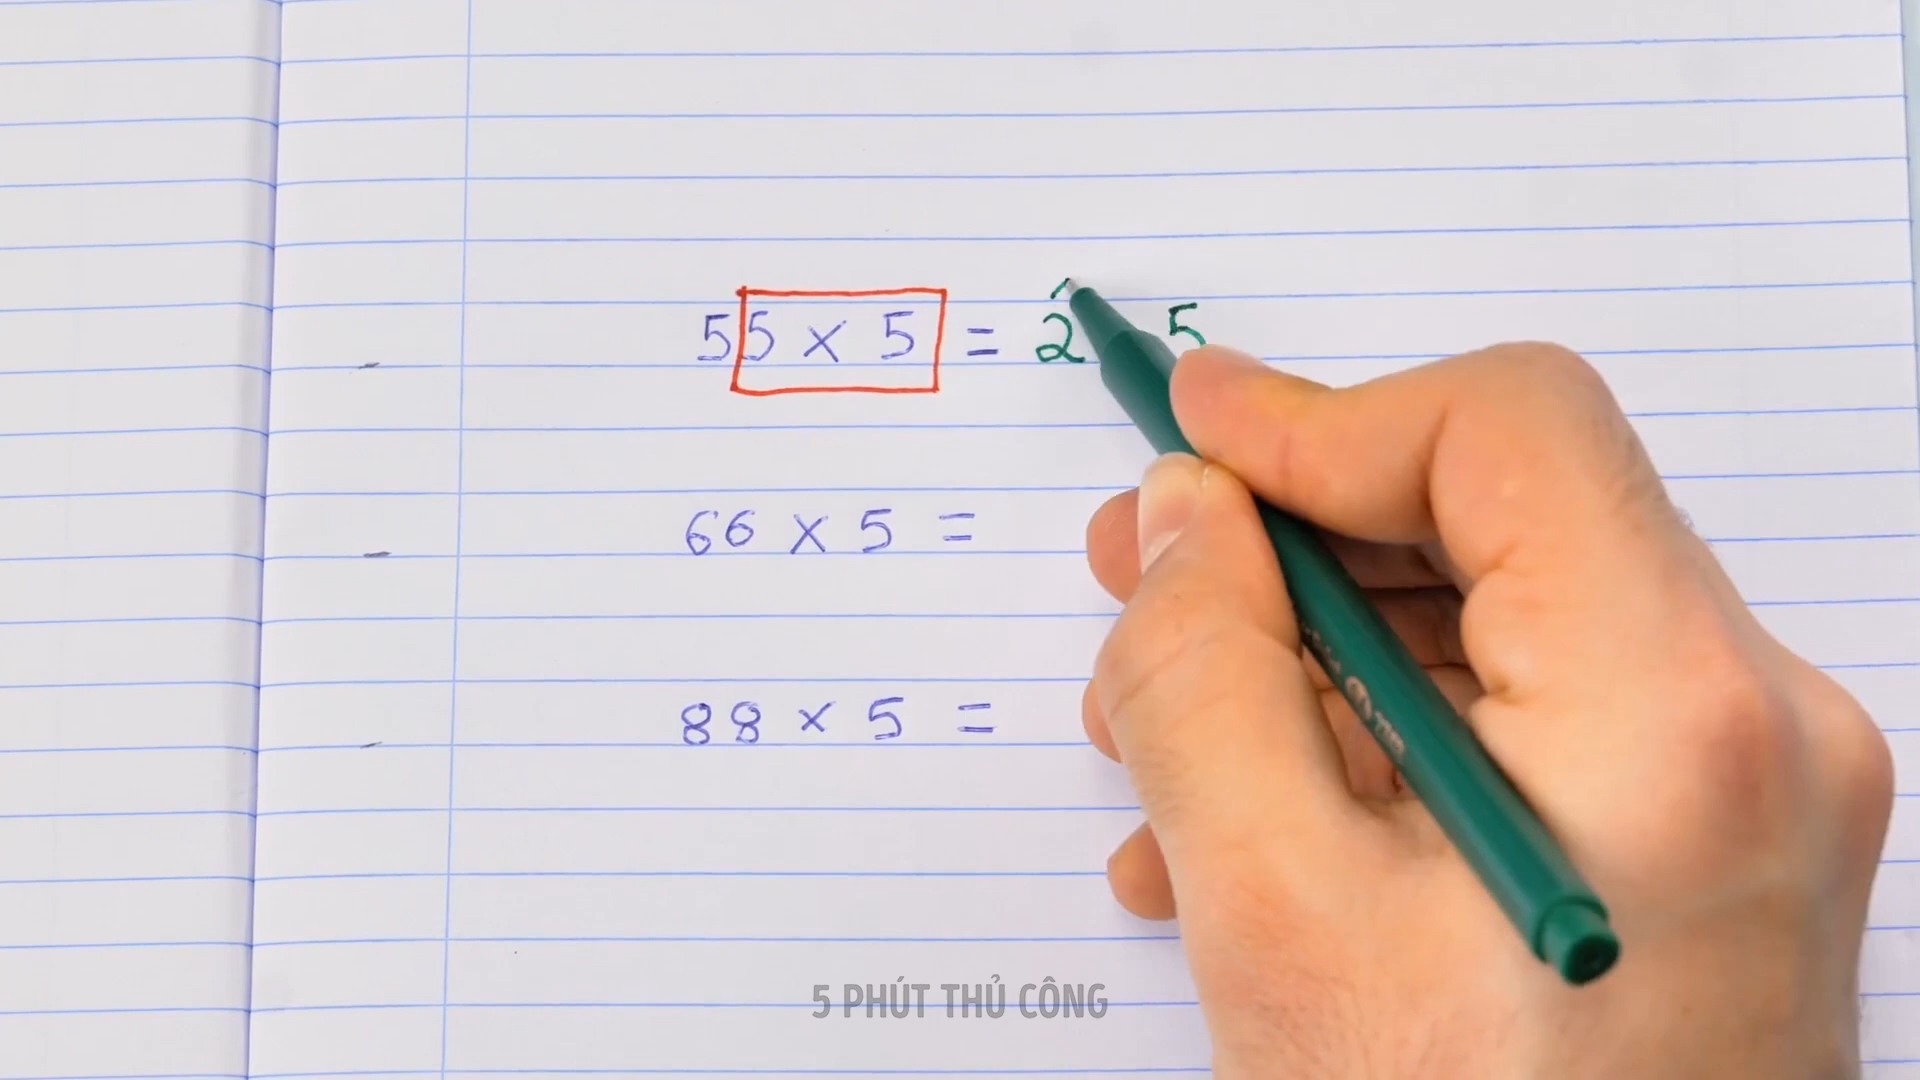 55 x 5 = 2 5
66 x 5 =
88 x 5 =
5 PHÚT THỦ CÔNG